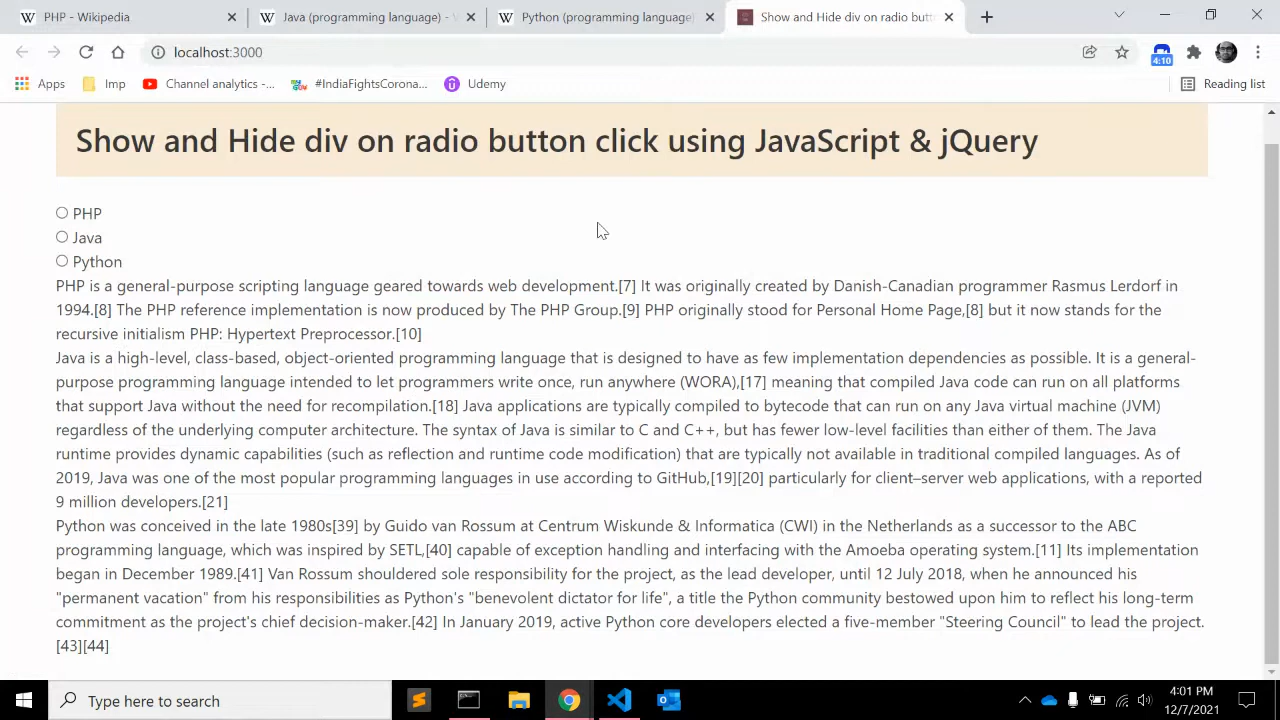 PHP - Wikipedia
Java (programming language) - W
Python (programming language)
Show and Hide div on radio butt
localhost:3000
4:10
Apps
Imp
Channel analytics -...
#IndiaFightsCorona...
Udemy
Reading list
Show and Hide div on radio button click using JavaScript & jQuery
PHP
Java
Python
PHP is a general-purpose scripting language geared towards web development.[7] It was originally created by Danish-Canadian programmer Rasmus Lerdorf in
1994.[8] The PHP reference implementation is now produced by The PHP Group.[9] PHP originally stood for Personal Home Page,[8] but it now stands for the
recursive initialism PHP: Hypertext Preprocessor.[10]
Java is a high-level, class-based, object-oriented programming language that is designed to have as few implementation dependencies as possible. It is a general-
purpose programming language intended to let programmers write once, run anywhere (WORA),[17] meaning that compiled Java code can run on all platforms
that support Java without the need for recompilation.[18] Java applications are typically compiled to bytecode that can run on any Java virtual machine (JVM)
regardless of the underlying computer architecture. The syntax of Java is similar to C and C++, but has fewer low-level facilities than either of them. The Java
runtime provides dynamic capabilities (such as reflection and runtime code modification) that are typically not available in traditional compiled languages. As of
2019, Java was one of the most popular programming languages in use according to GitHub,[19][20] particularly for client–server web applications, with a reported
9 million developers.[21]
Python was conceived in the late 1980s[39] by Guido van Rossum at Centrum Wiskunde & Informatica (CWI) in the Netherlands as a successor to the ABC
programming language, which was inspired by SETL,[40] capable of exception handling and interfacing with the Amoeba operating system.[11] Its implementation
began in December 1989.[41] Van Rossum shouldered sole responsibility for the project, as the lead developer, until 12 July 2018, when he announced his
"permanent vacation" from his responsibilities as Python's "benevolent dictator for life", a title the Python community bestowed upon him to reflect his long-term
commitment as the project's chief decision-maker.[42] In January 2019, active Python core developers elected a five-member "Steering Council" to lead the project.
[43][44]
Type here to search
4:01 PM
12/7/2021